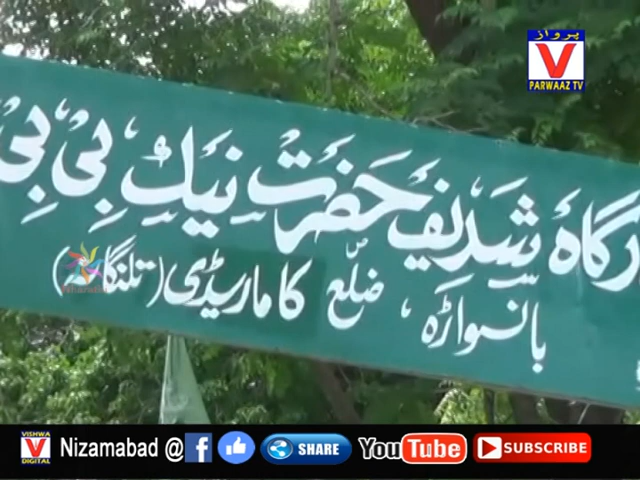 پرواز
V
PARWAAZ TV
رگاہ شریف حضرت نیک بی بی
بانسواڑہ ، ضلع کاماریڈی (تلنگانہ)
VISHWA
V
DIGITAL
Nizamabad @ f SHARE YouTube SUBSCRIBE